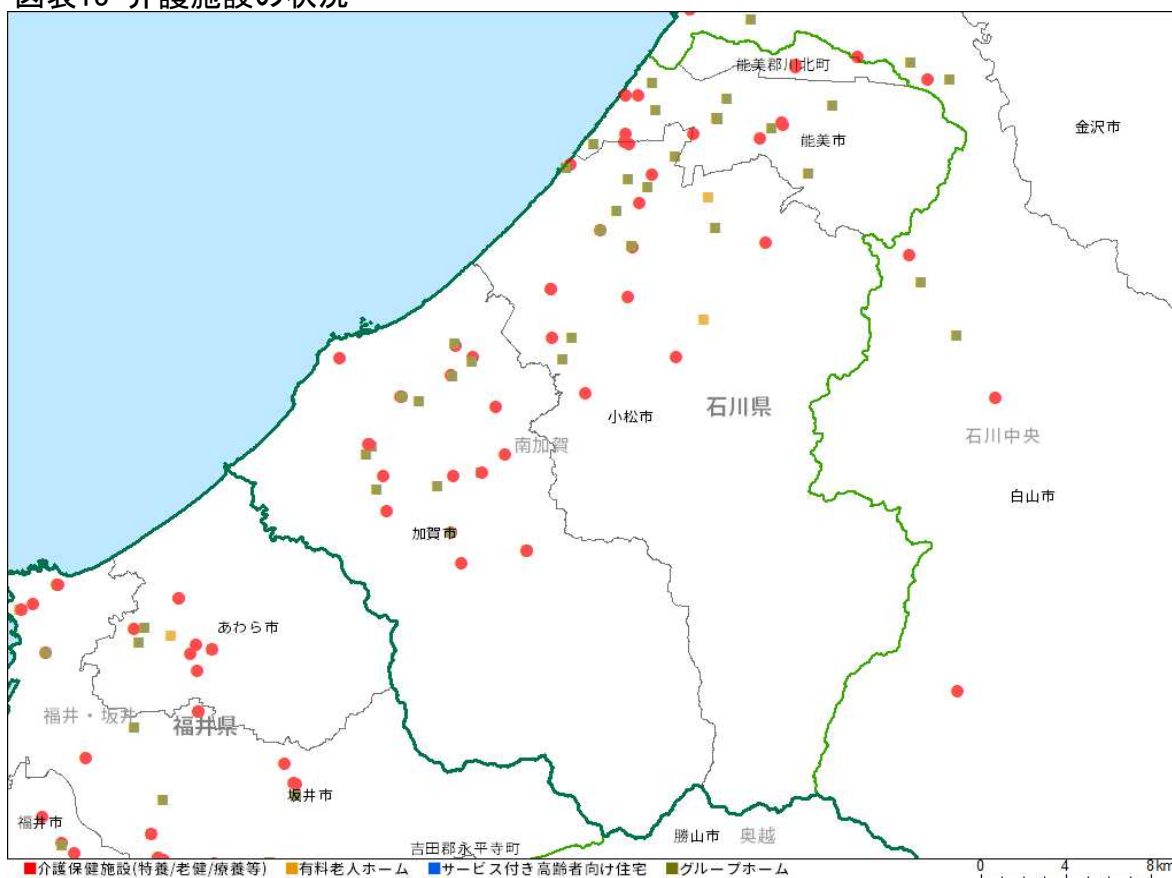 図表16 介護施設の状況
能美郡川北町
金沢市
能美市
石川県
小松市
南加賀
石川中央
白山市
加賀市
あわら市
福井・坂井
福井県
坂井市
福井市
勝山市
奥越
吉田郡永平寺町
介護保健施設(特養/老健/療養等) 有料老人ホーム サービス付き高齢者向け住宅 グループホーム
0 4 8km